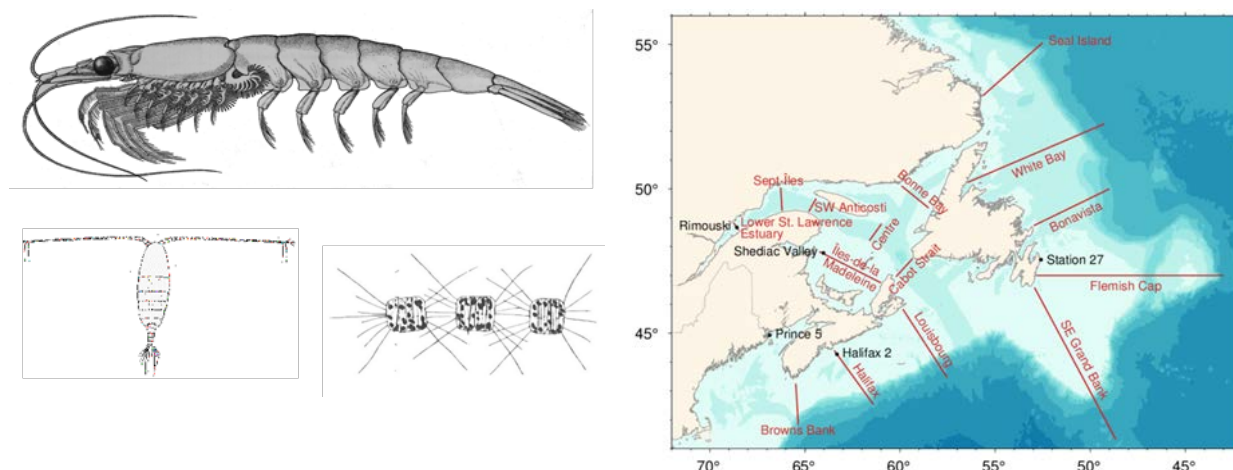 55°
50°
45°
Seal Island
White Bay
Bonne Bay
Sept-Îles
SW Anticosti
Bonavista
Rimouski
Lower St. Lawrence
Estuary
Centre
Shediac Valley
Îles-de-la
Madeleine
Cabot Strait
Station 27
Flemish Cap
Prince 5
Louisbourg
SE Grand Bank
Halifax 2
Halifax
Browns Bank
70°
65°
60°
55°
50°
45°